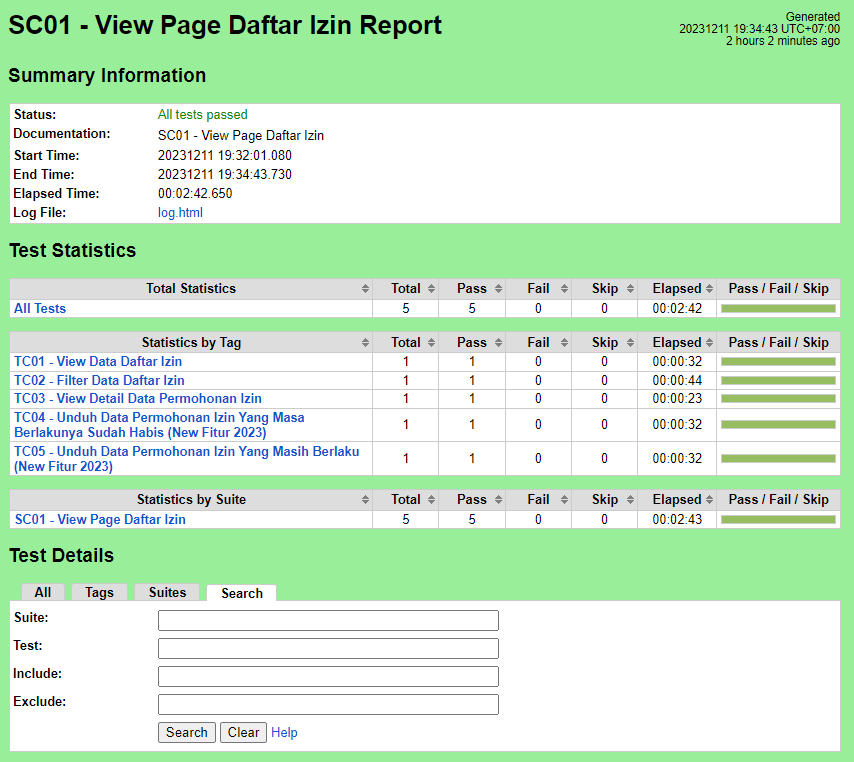 SC01 - View Page Daftar Izin Report
Generated
20231211 19:34:43 UTC+07:00
2 hours 2 minutes ago
Summary Information
Status: All tests passed
Documentation: SC01 - View Page Daftar Izin
Start Time: 20231211 19:32:01.080
End Time: 20231211 19:34:43.730
Elapsed Time: 00:02:42.650
Log File: log.html
Test Statistics
Total Statistics Total Pass Fail Skip Elapsed Pass / Fail / Skip
All Tests 5 5 0 0 00:02:42
Statistics by Tag Total Pass Fail Skip Elapsed Pass / Fail / Skip
TC01 - View Data Daftar Izin 1 1 0 0 00:00:32
TC02 - Filter Data Daftar Izin 1 1 0 0 00:00:44
TC03 - View Detail Data Permohonan Izin 1 1 0 0 00:00:23
TC04 - Unduh Data Permohonan Izin Yang Masa
Berlakunya Sudah Habis (New Fitur 2023) 1 1 0 0 00:00:32
TC05 - Unduh Data Permohonan Izin Yang Masih Berlaku
(New Fitur 2023) 1 1 0 0 00:00:32
Statistics by Suite Total Pass Fail Skip Elapsed Pass / Fail / Skip
SC01 - View Page Daftar Izin 5 5 0 0 00:02:43
Test Details
All Tags Suites Search
Suite:
Test:
Include:
Exclude:
Search Clear Help